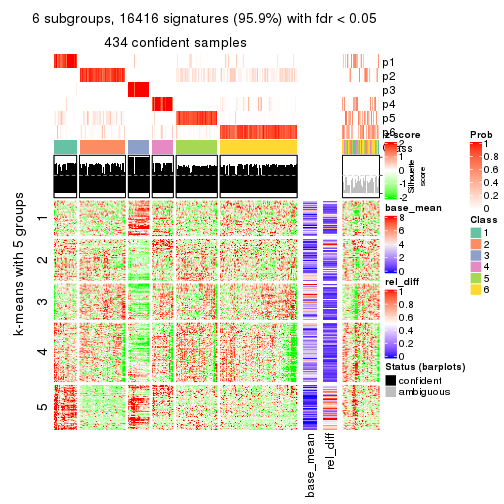 6 subgroups, 16416 signatures (95.9%) with fdr < 0.05
434 confident samples
p1
p2
p3
p4
p5
p6
z_score
2
1
0
-1
-2
Class
Silhouette
score
k-means with 5 groups
1
2
3
4
5
base_mean
8
6
4
2
0
rel_diff
1
0.8
0.6
0.4
0.2
0
Status (barplots)
confident
ambiguous
Prob
1
0.8
0.6
0.4
0.2
0
Class
1
2
3
4
5
6
base_mean
rel_diff